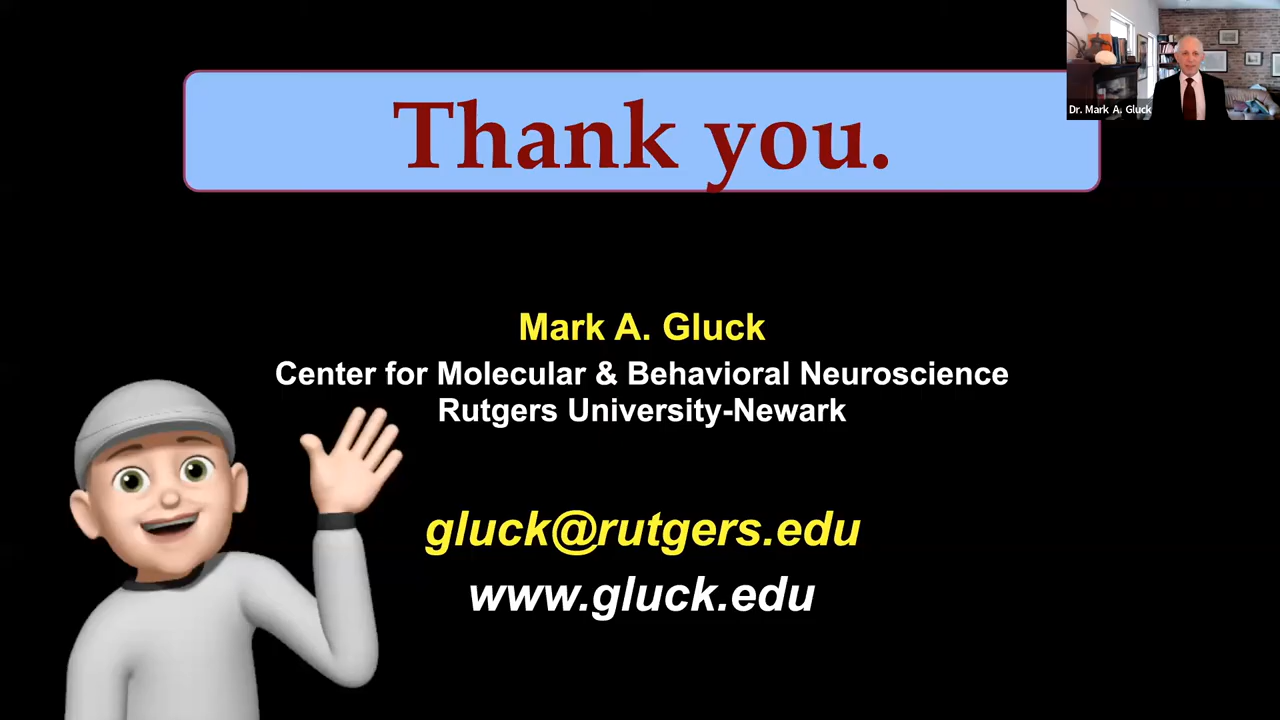 Thank you.
Dr. Mark A. Gluck
Mark A. Gluck
Center for Molecular & Behavioral Neuroscience
Rutgers University-Newark
gluck@rutgers.edu
www.gluck.edu